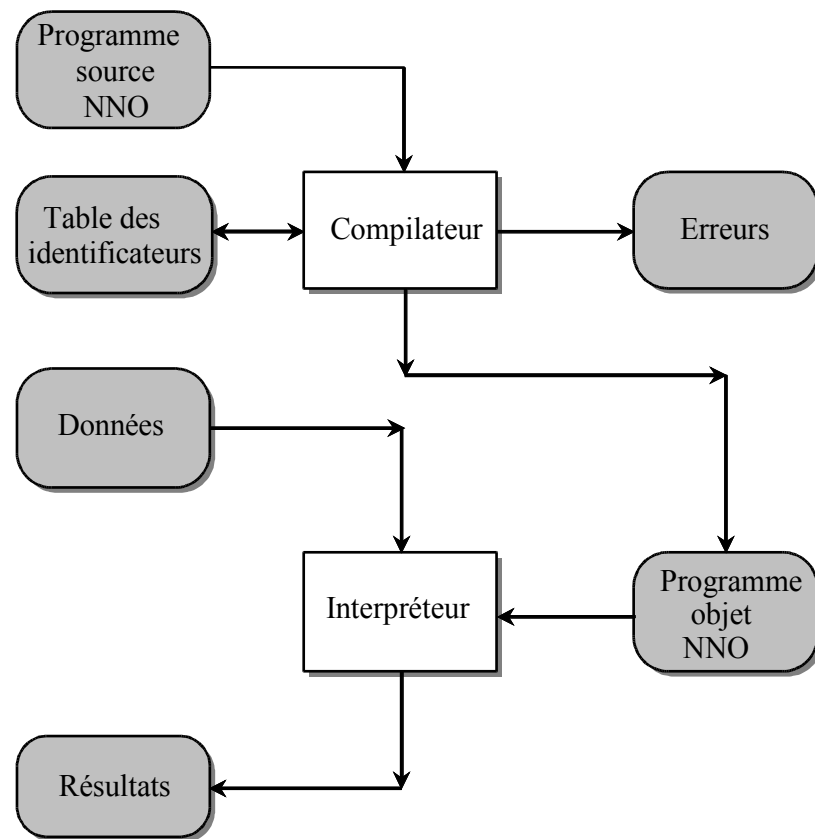 Programme
source
NNO
Table des
identificateurs
Compilateur
Erreurs
Données
Interpréteur
Programme
objet
NNO
Résultats